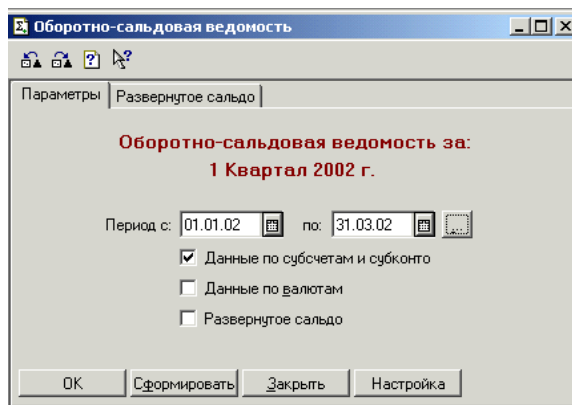 Оборотно-сальдовая ведомость
Параметры Развернутое сальдо
Оборотно-сальдовая ведомость за:
1 Квартал 2002 г.
Период с: 01.01.02 по: 31.03.02 ...
Данные по субсчетам и субконто
Данные по валютам
Развернутое сальдо
OK Сформировать Закрыть Настройка